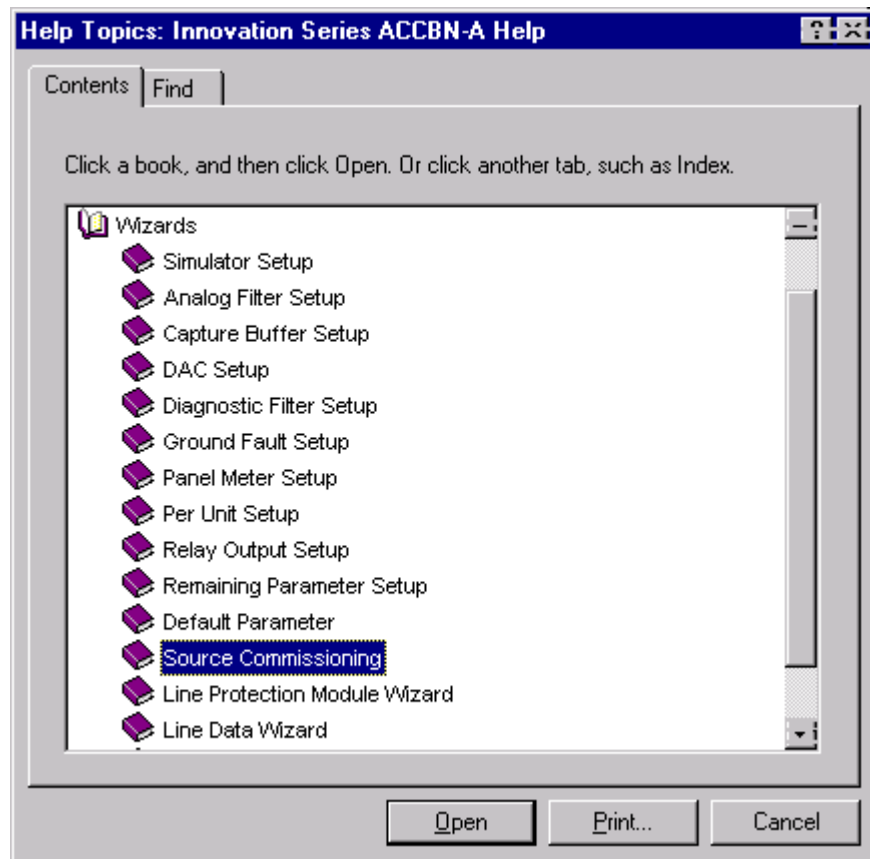 Help Topics: Innovation Series ACCBN-A Help
Contents
Find
Click a book, and then click Open. Or click another tab, such as Index.
Wizards
Simulator Setup
Analog Filter Setup
Capture Buffer Setup
DAC Setup
Diagnostic Filter Setup
Ground Fault Setup
Panel Meter Setup
Per Unit Setup
Relay Output Setup
Remaining Parameter Setup
Default Parameter
Source Commissioning
Line Protection Module Wizard
Line Data Wizard
Open
Print...
Cancel